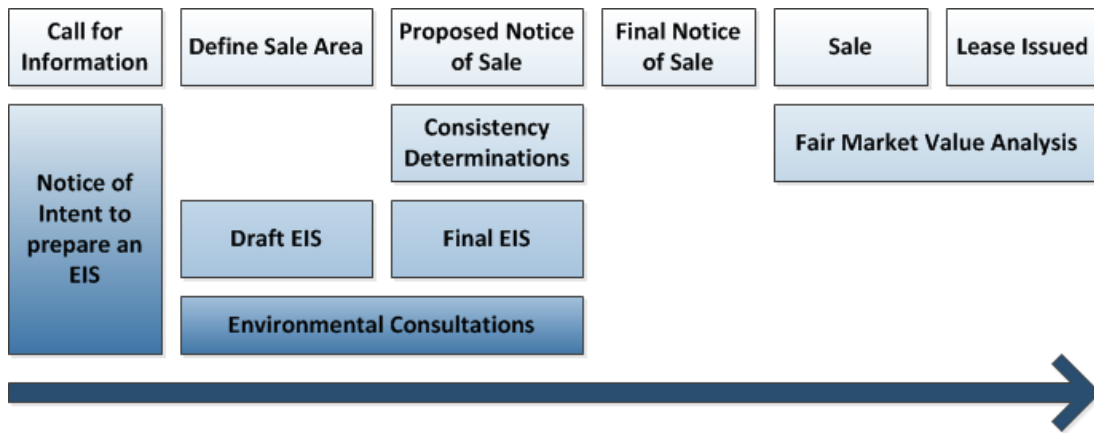 Call for
Information
Define Sale Area
Proposed Notice
of Sale
Final Notice
of Sale
Sale
Lease Issued
Notice of
Intent to
prepare an
EIS
Consistency
Determinations
Fair Market Value Analysis
Draft EIS
Final EIS
Environmental Consultations